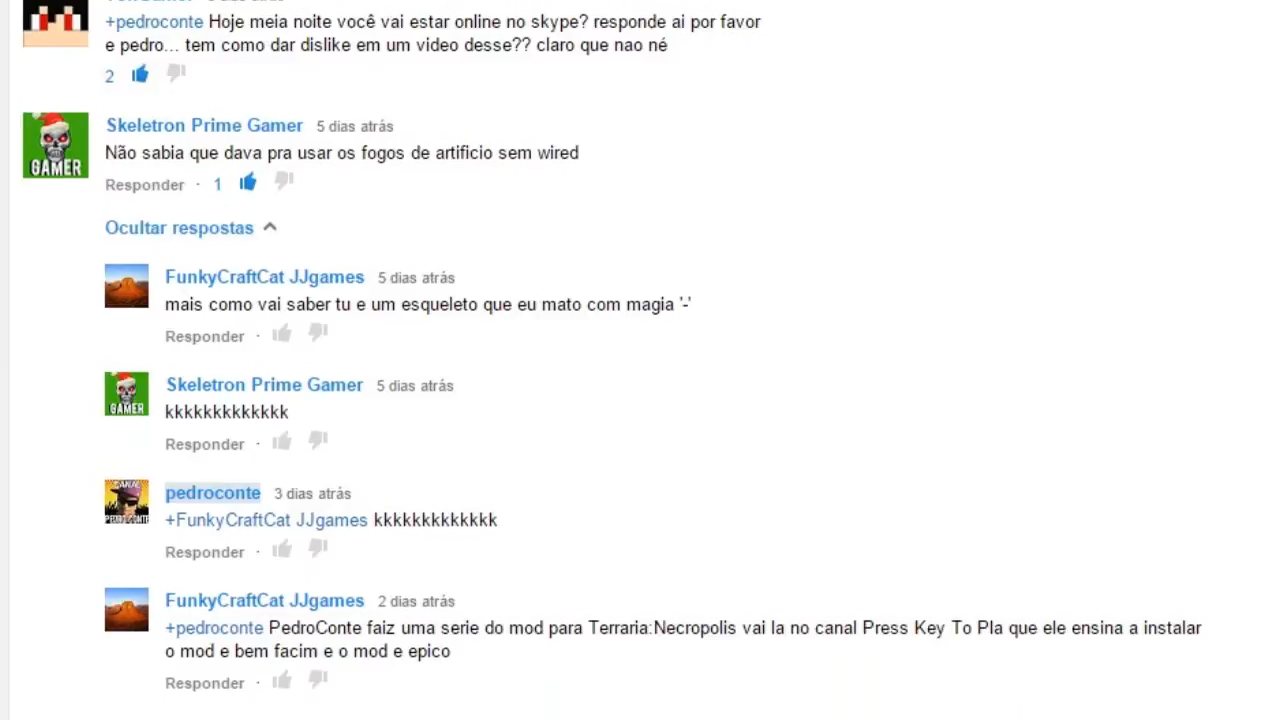 +pedroconte Hoje meia noite você vai estar online no skype? responde ai por favor
e pedro... tem como dar dislike em um video desse?? claro que nao né
2
Skeletron Prime Gamer 5 dias atrás
GAMER
Não sabia que dava pra usar os fogos de artificio sem wired
Responder · 1
Ocultar respostas
FunkyCraftCat JJgames 5 dias atrás
mais como vai saber tu e um esqueleto que eu mato com magia '-'
Responder ·
Skeletron Prime Gamer 5 dias atrás
GAMER
kkkkkkkkkkkkk
Responder ·
pedroconte 3 dias atrás
CANAL
PEDROCONTE
+FunkyCraftCat JJgames kkkkkkkkkkkkk
Responder ·
FunkyCraftCat JJgames 2 dias atrás
+pedroconte PedroConte faiz uma serie do mod para Terraria:Necropolis vai la no canal Press Key To Pla que ele ensina a instalar
o mod e bem facim e o mod e epico
Responder ·